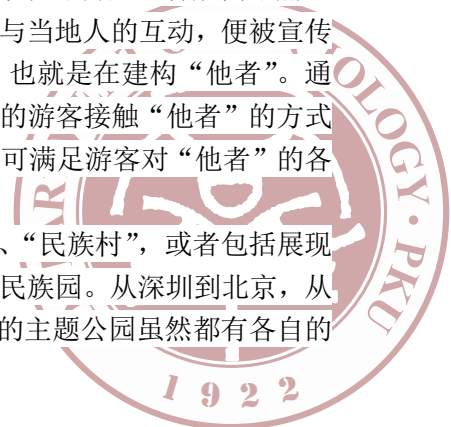 与当地人的互动，便被宣传
也就是在建构“他者”。通
的游客接触“他者”的方式
可满足游客对“他者”的各
、“民族村”，或者包括展现
民族园。从深圳到北京，从
的主题公园虽然都有各自的
OLOGY · PKU
1922